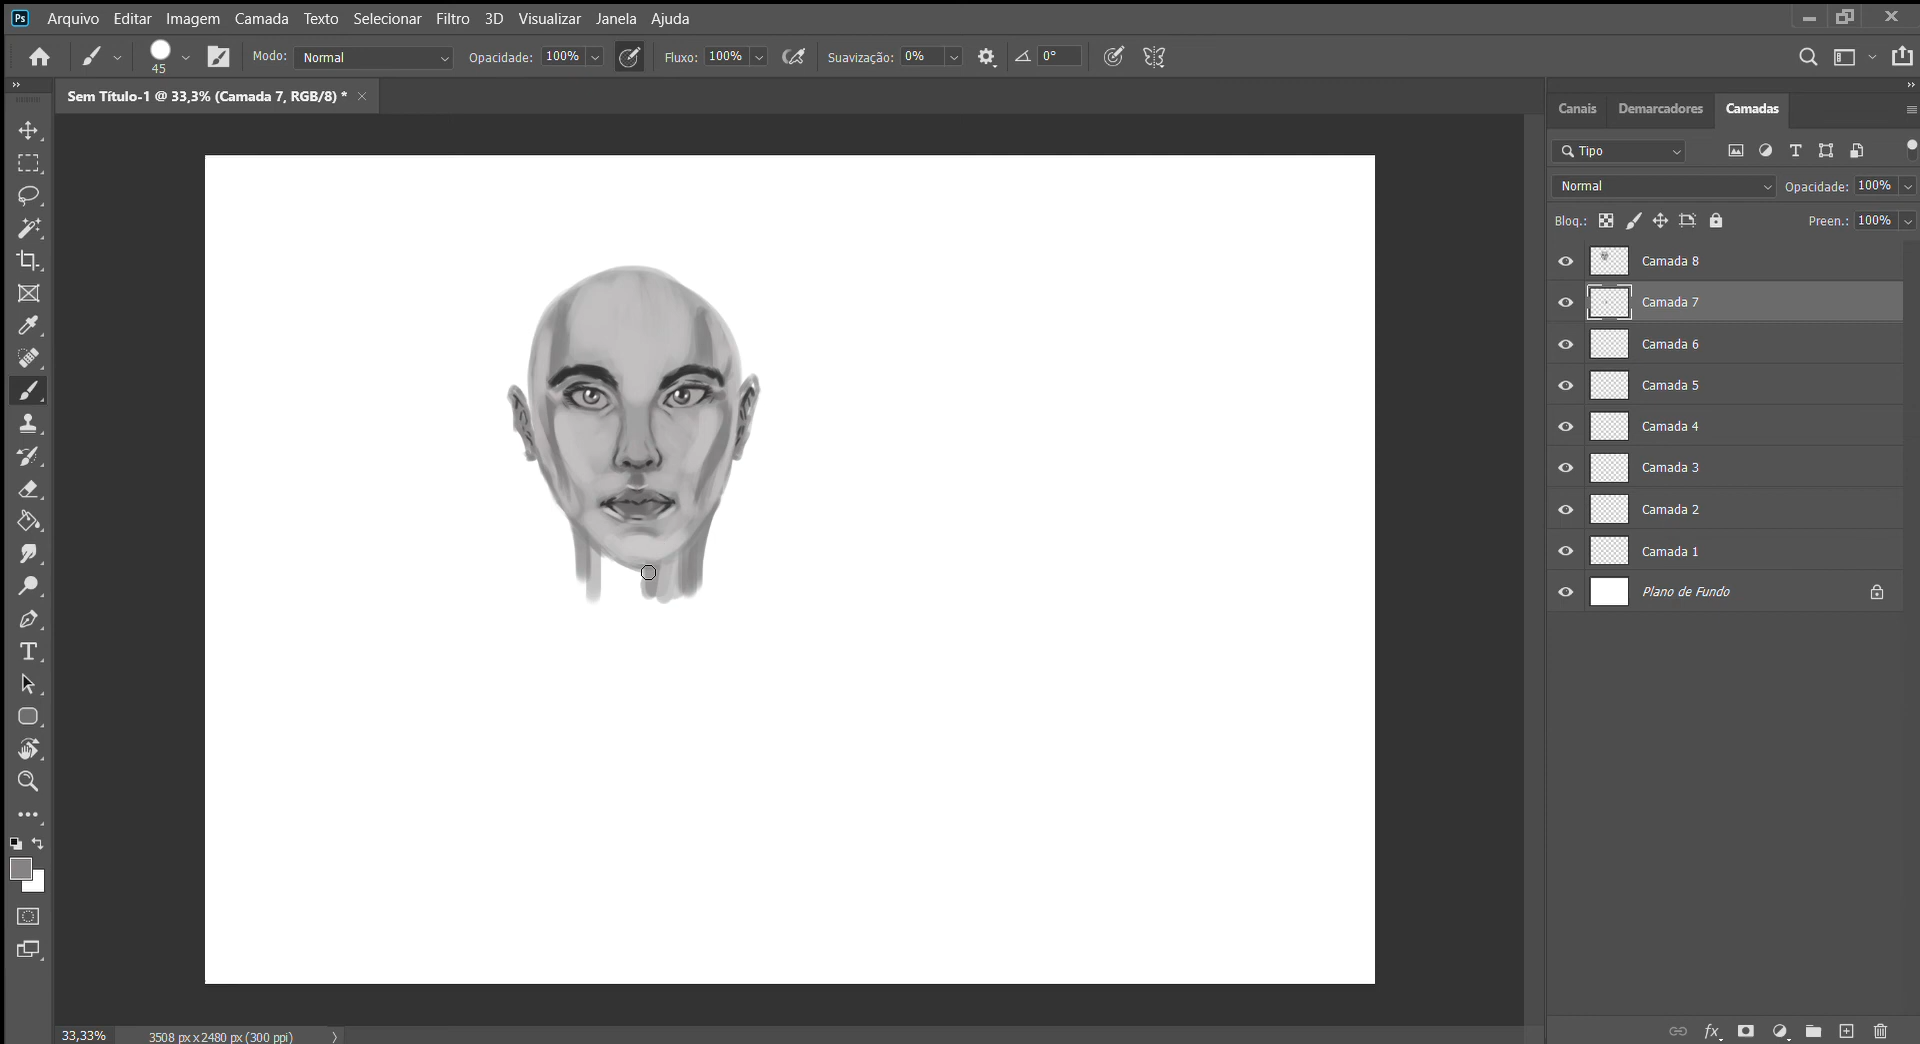 Ps Arquivo Editar Imagem Camada Texto Selecionar Filtro 3D Visualizar Janela Ajuda
45 Modo: Normal Opacidade: 100% Fluxo: 100% Suavização: 0% 0°
Sem Título-1 @ 33,3% (Camada 7, RGB/8) *
Canais Demarcadores Camadas
Tipo
Normal Opacidade: 100%
Bloq.: Preen.: 100%
Camada 8
Camada 7
Camada 6
Camada 5
Camada 4
Camada 3
Camada 2
Camada 1
Plano de Fundo
33,33% 3508 px x 2480 px (300 ppi)
fx